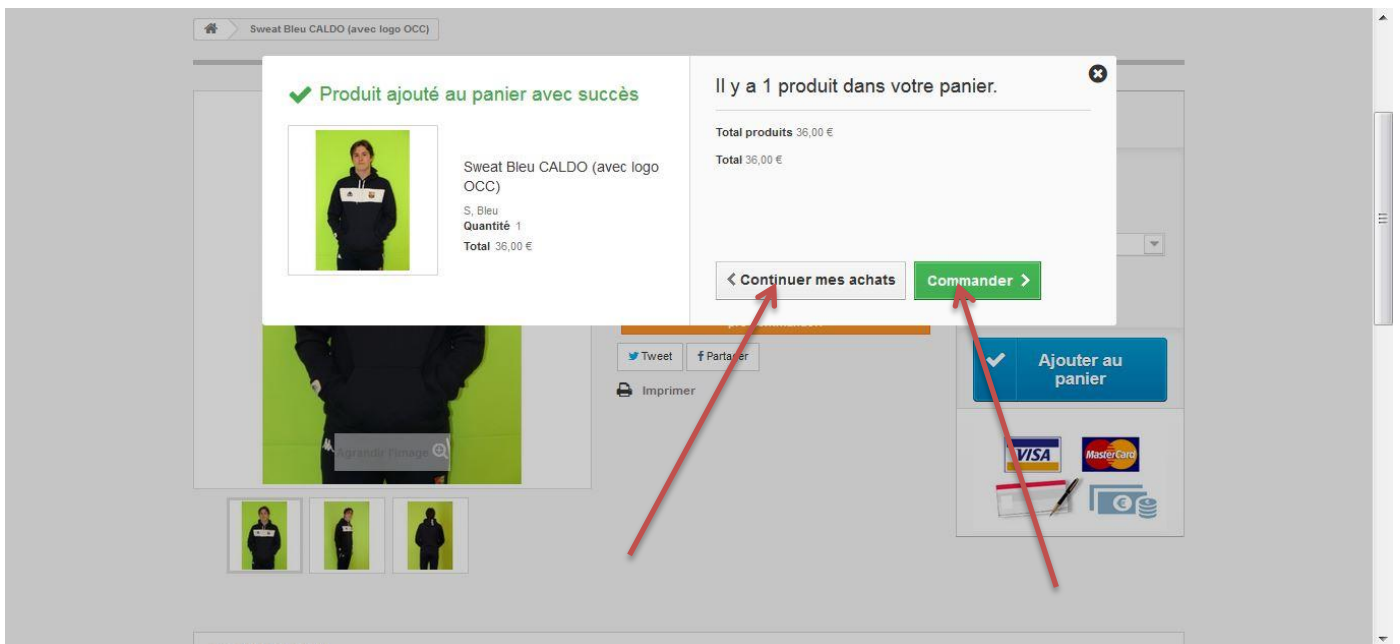 Sweat Bleu CALDO (avec logo OCC)
Produit ajouté au panier avec succès
Sweat Bleu CALDO (avec logo
OCC)
S, Bleu
Quantité 1
Total 36,00 €
Il y a 1 produit dans votre panier.
Total produits 36,00 €
Total 36,00 €
Continuer mes achats
Commander
Tweet
Partager
Imprimer
Ajouter au
panier
Agrandir l'image
VISA
MasterCard